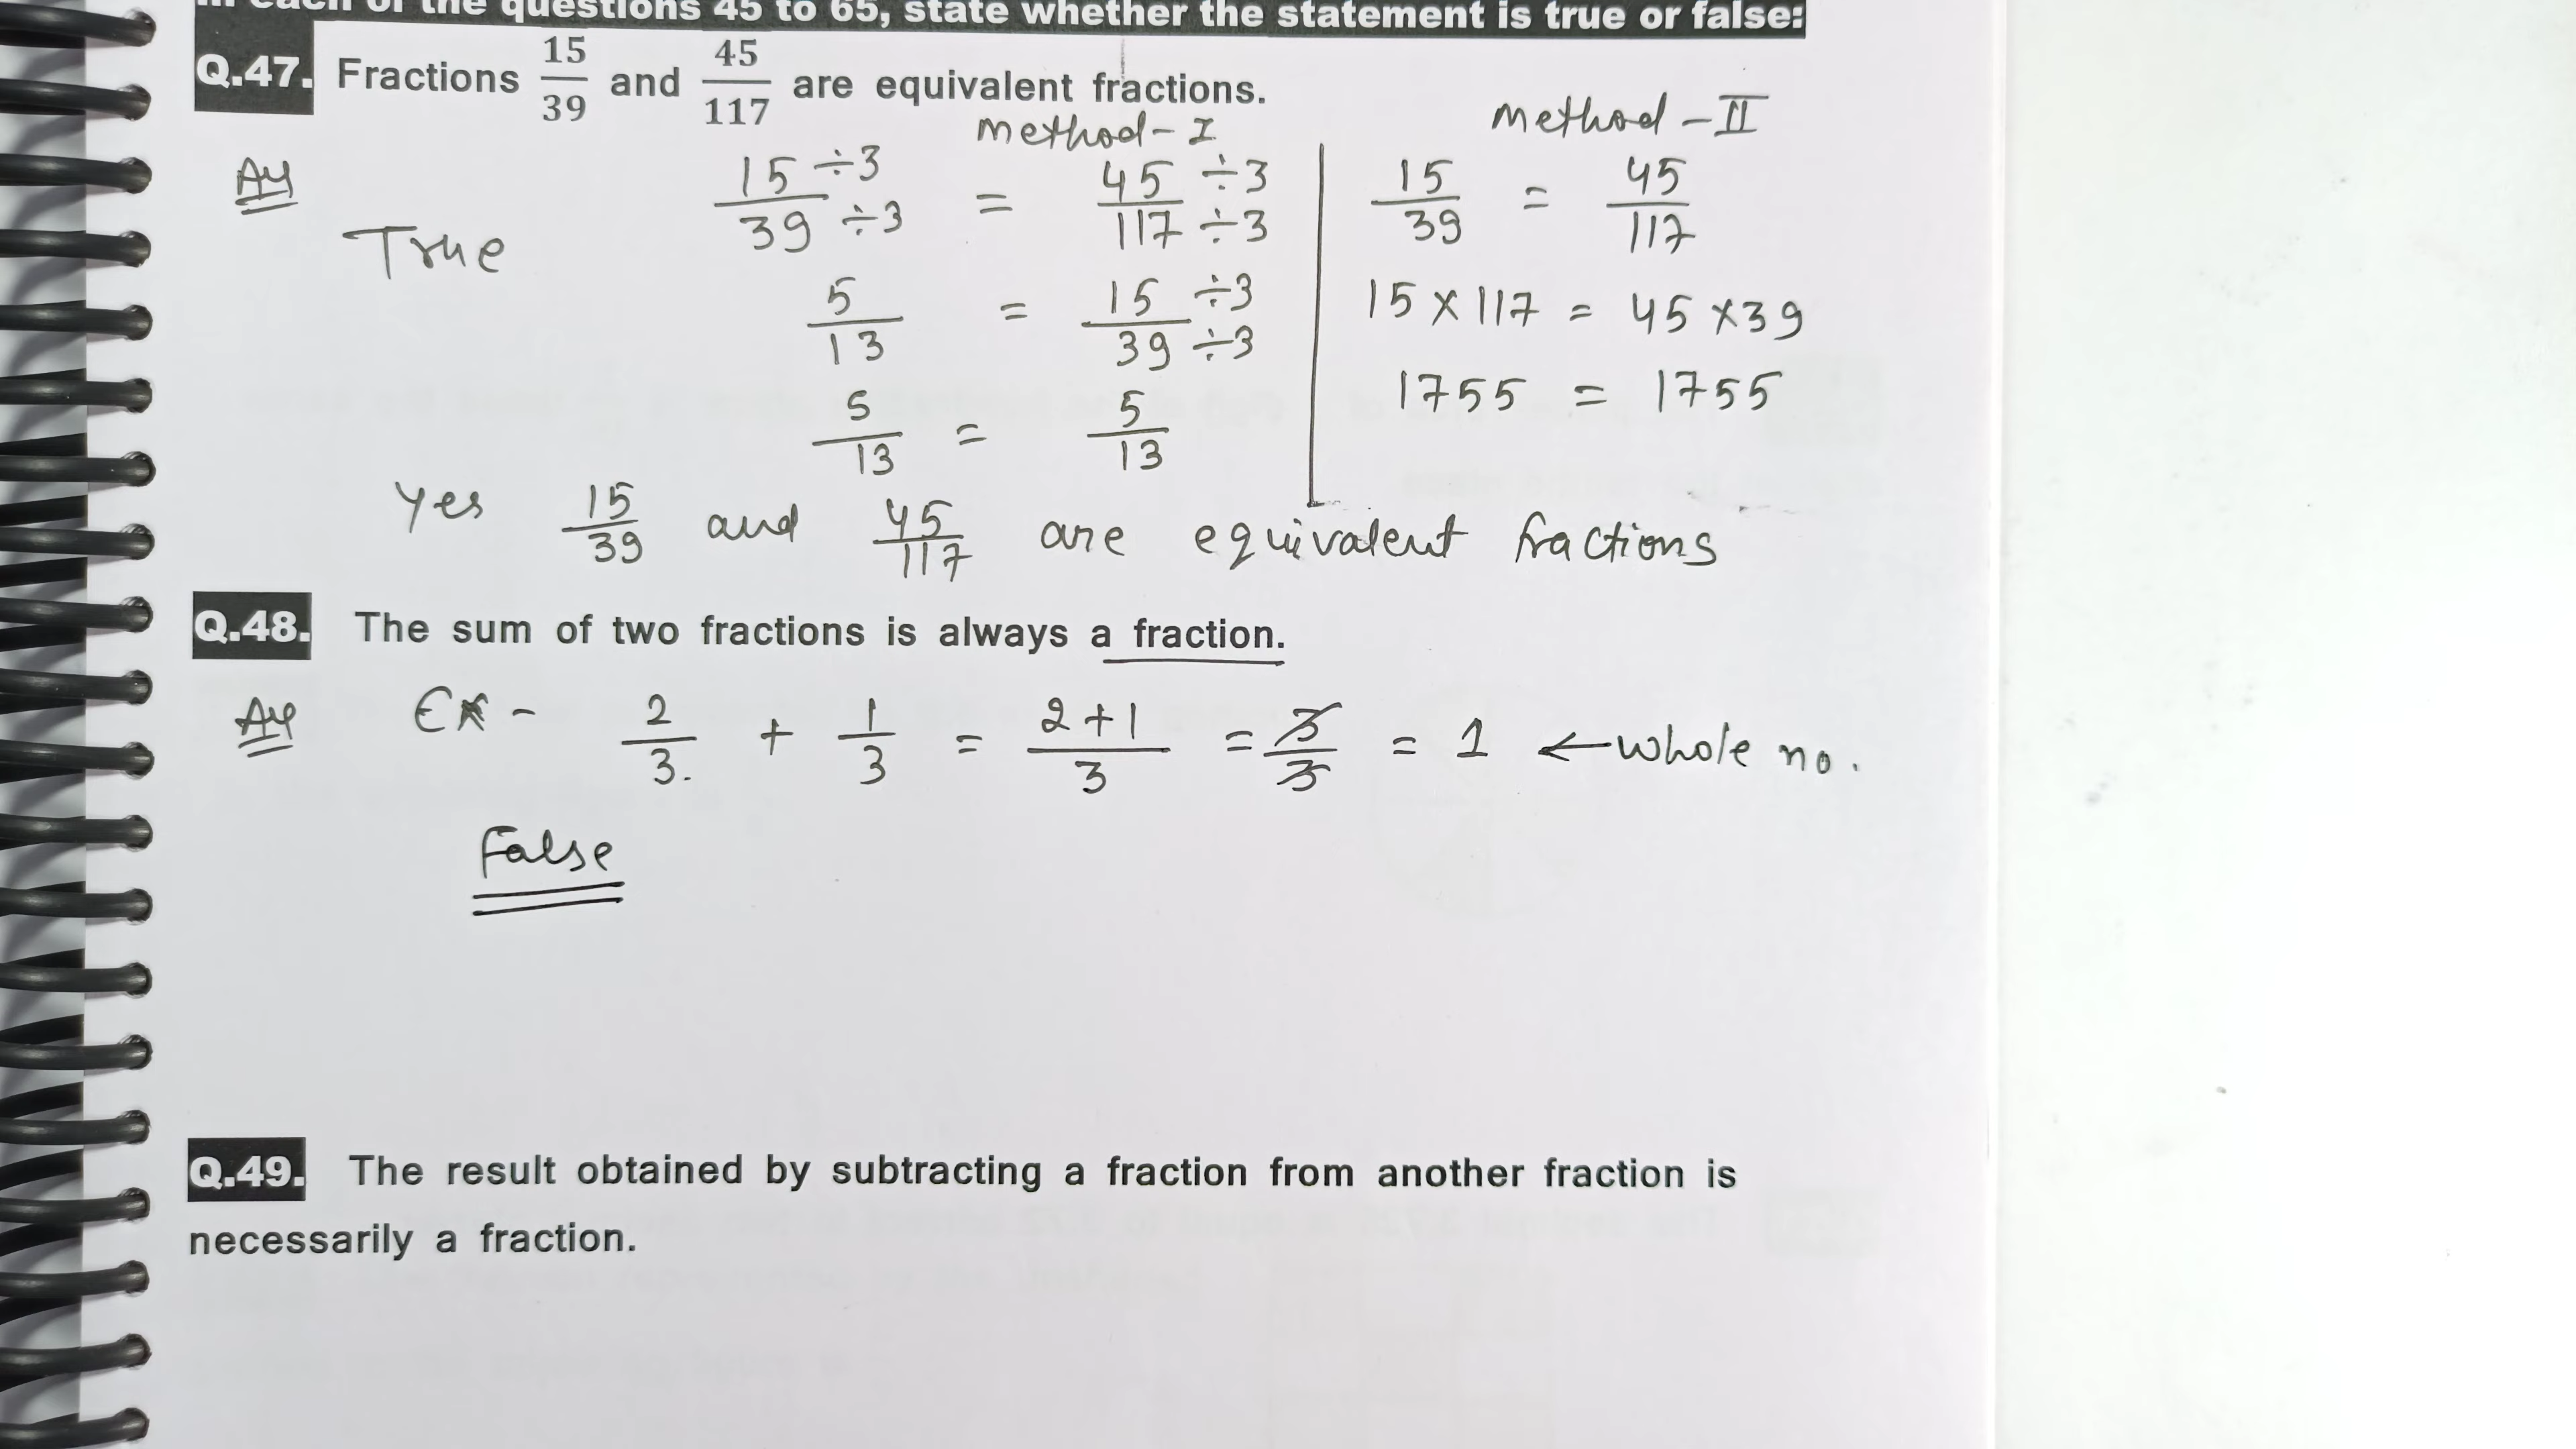 In each of the questions 45 to 65, state whether the statement is true or false:
Q.47. Fractions 15/39 and 45/117 are equivalent fractions.
Method-I
Method-II
True
15÷3/39÷3 = 45÷3/117÷3
15/39 = 45/117
5/13 = 15÷3/39÷3
15×117 = 45×39
5/13 = 5/13
1755 = 1755
Yes 15/39 and 45/117 are equivalent fractions
Q.48. The sum of two fractions is always a fraction.
Ex - 2/3. + 1/3 = 2+1/3 = 3/3 = 1 ← whole no.
False
Q.49. The result obtained by subtracting a fraction from another fraction is
necessarily a fraction.